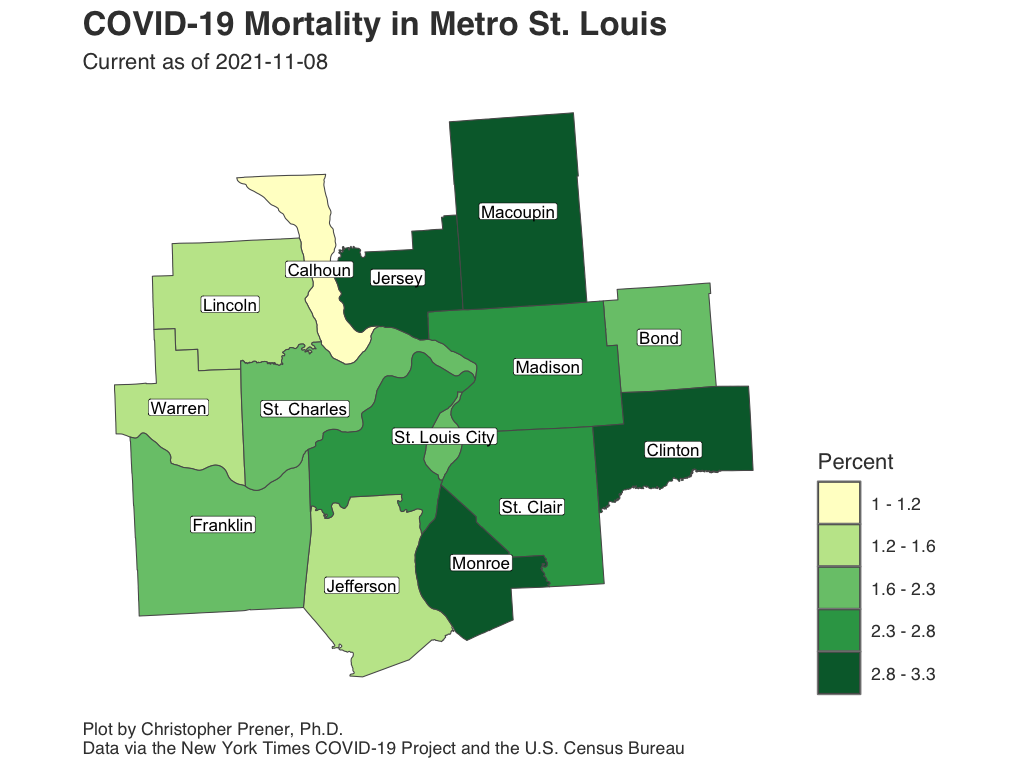 COVID-19 Mortality in Metro St. Louis
Current as of 2021-11-08
Macoupin
Calhoun
Jersey
Lincoln
Bond
Madison
Warren
St. Charles
St. Louis City
Clinton
St. Clair
Franklin
Monroe
Jefferson
Percent
1 - 1.2
1.2 - 1.6
1.6 - 2.3
2.3 - 2.8
2.8 - 3.3
Plot by Christopher Prener, Ph.D.
Data via the New York Times COVID-19 Project and the U.S. Census Bureau